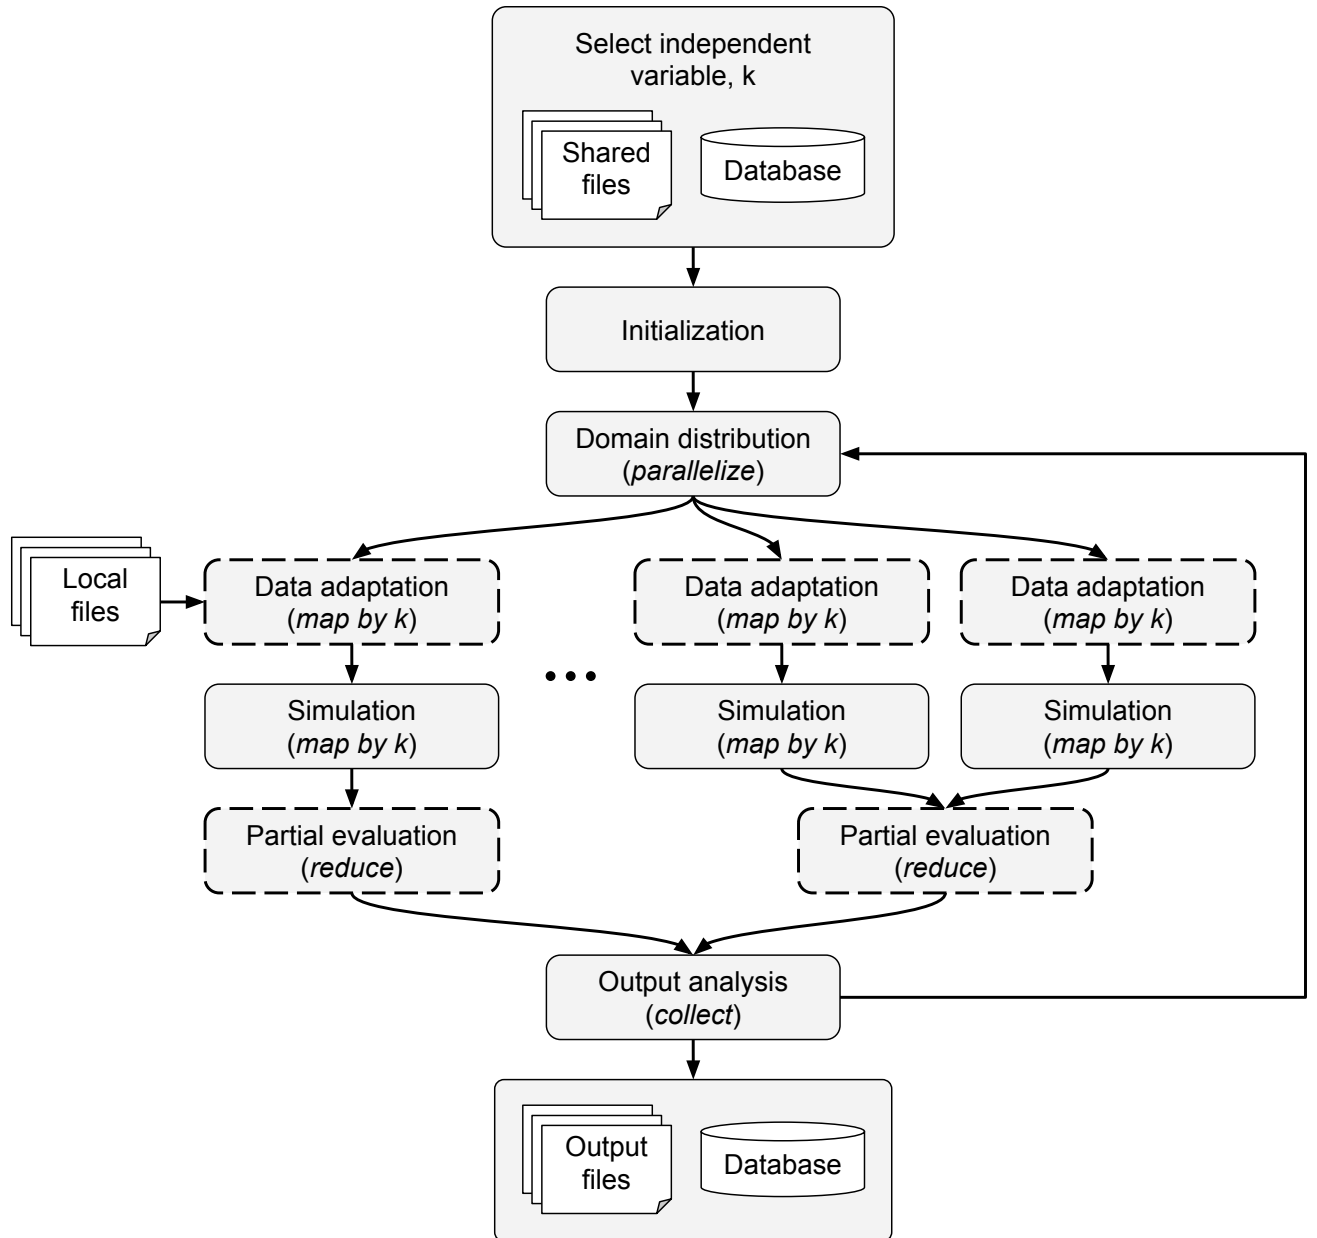 Select independent
variable, k
Shared
files
Database
Initialization
Domain distribution
(parallelize)
Local
files
Data adaptation
(map by k)
Data adaptation
(map by k)
Data adaptation
(map by k)
Simulation
(map by k)
Simulation
(map by k)
Simulation
(map by k)
Partial evaluation
(reduce)
Partial evaluation
(reduce)
Output analysis
(collect)
Output
files
Database